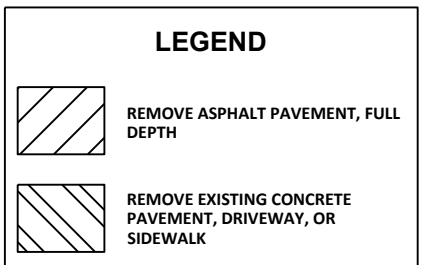 LEGEND
REMOVE ASPHALT PAVEMENT, FULL
DEPTH
REMOVE EXISTING CONCRETE
PAVEMENT, DRIVEWAY, OR
SIDEWALK